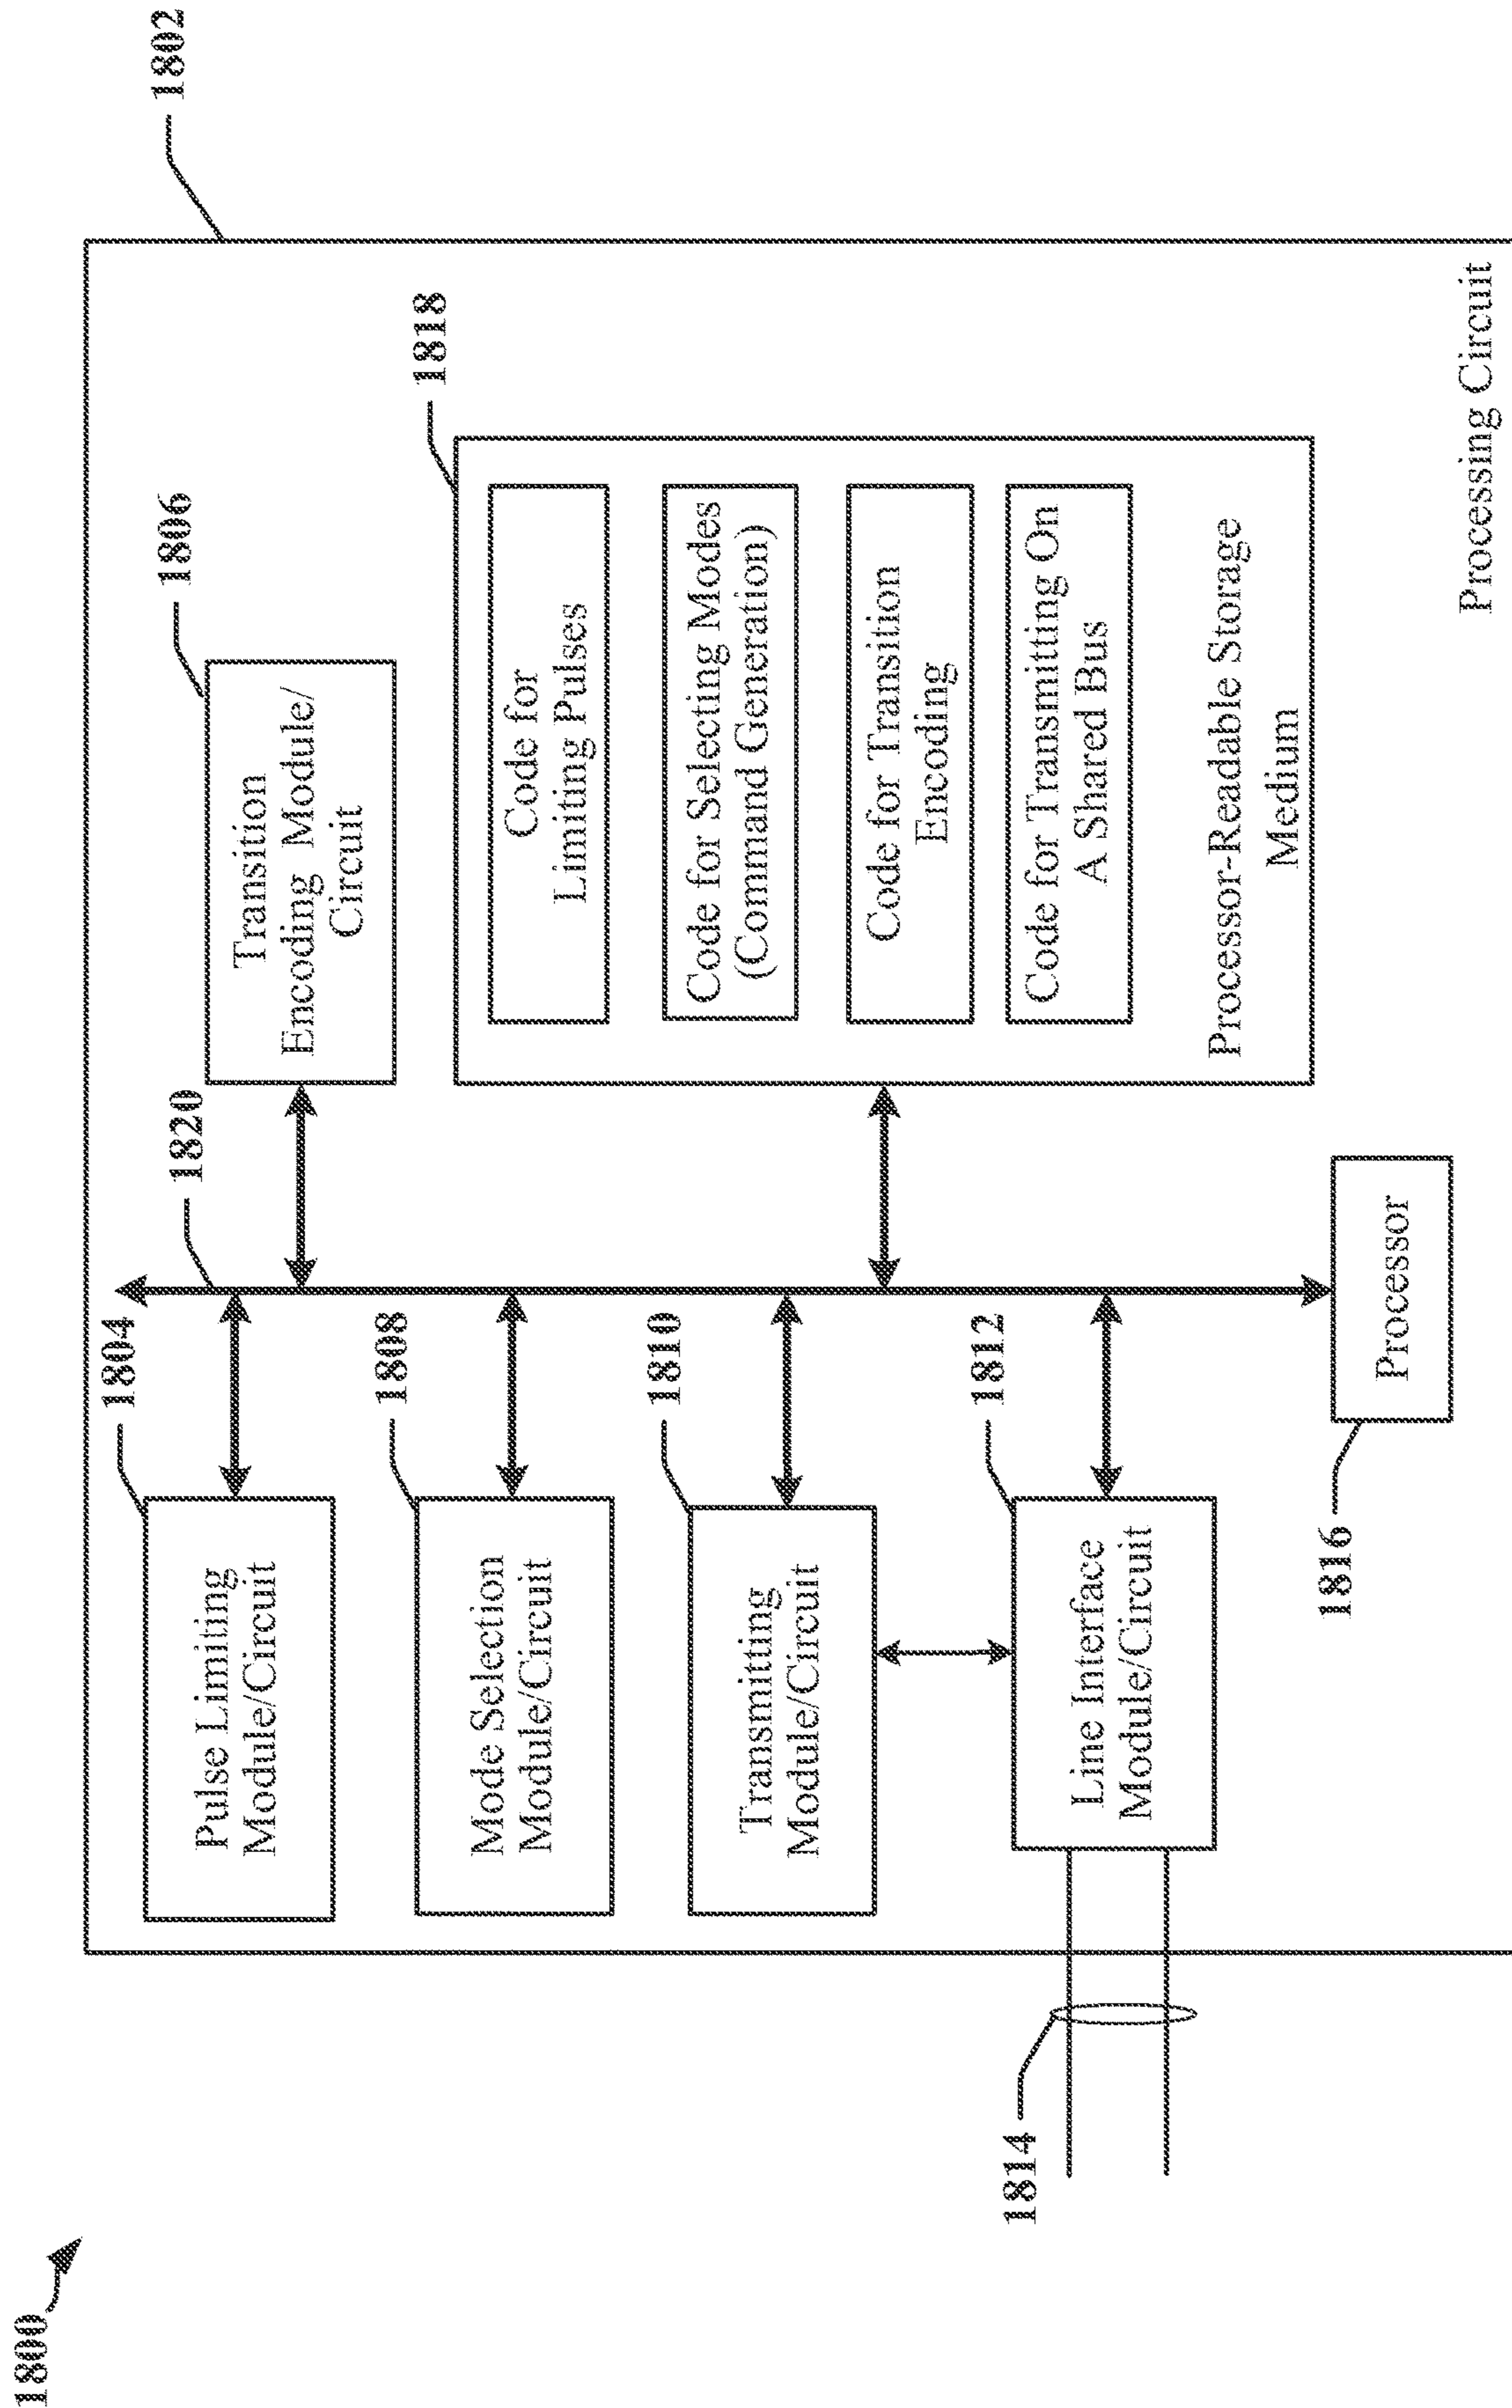 1800
1802
1804
Pulse Limiting
Module/Circuit
1820
1806
Transition
Encoding Module/
Circuit
1808
Mode Selection
Module/Circuit
1818
Code for
Limiting Pulses
Code for Selecting Modes
(Command Generation)
Code for Transition
Encoding
Code for Transmitting On
A Shared Bus
Processor-Readable Storage
Medium
1810
Transmitting
Module/Circuit
1812
Line Interface
Module/Circuit
1814
1816
Processor
Processing Circuit